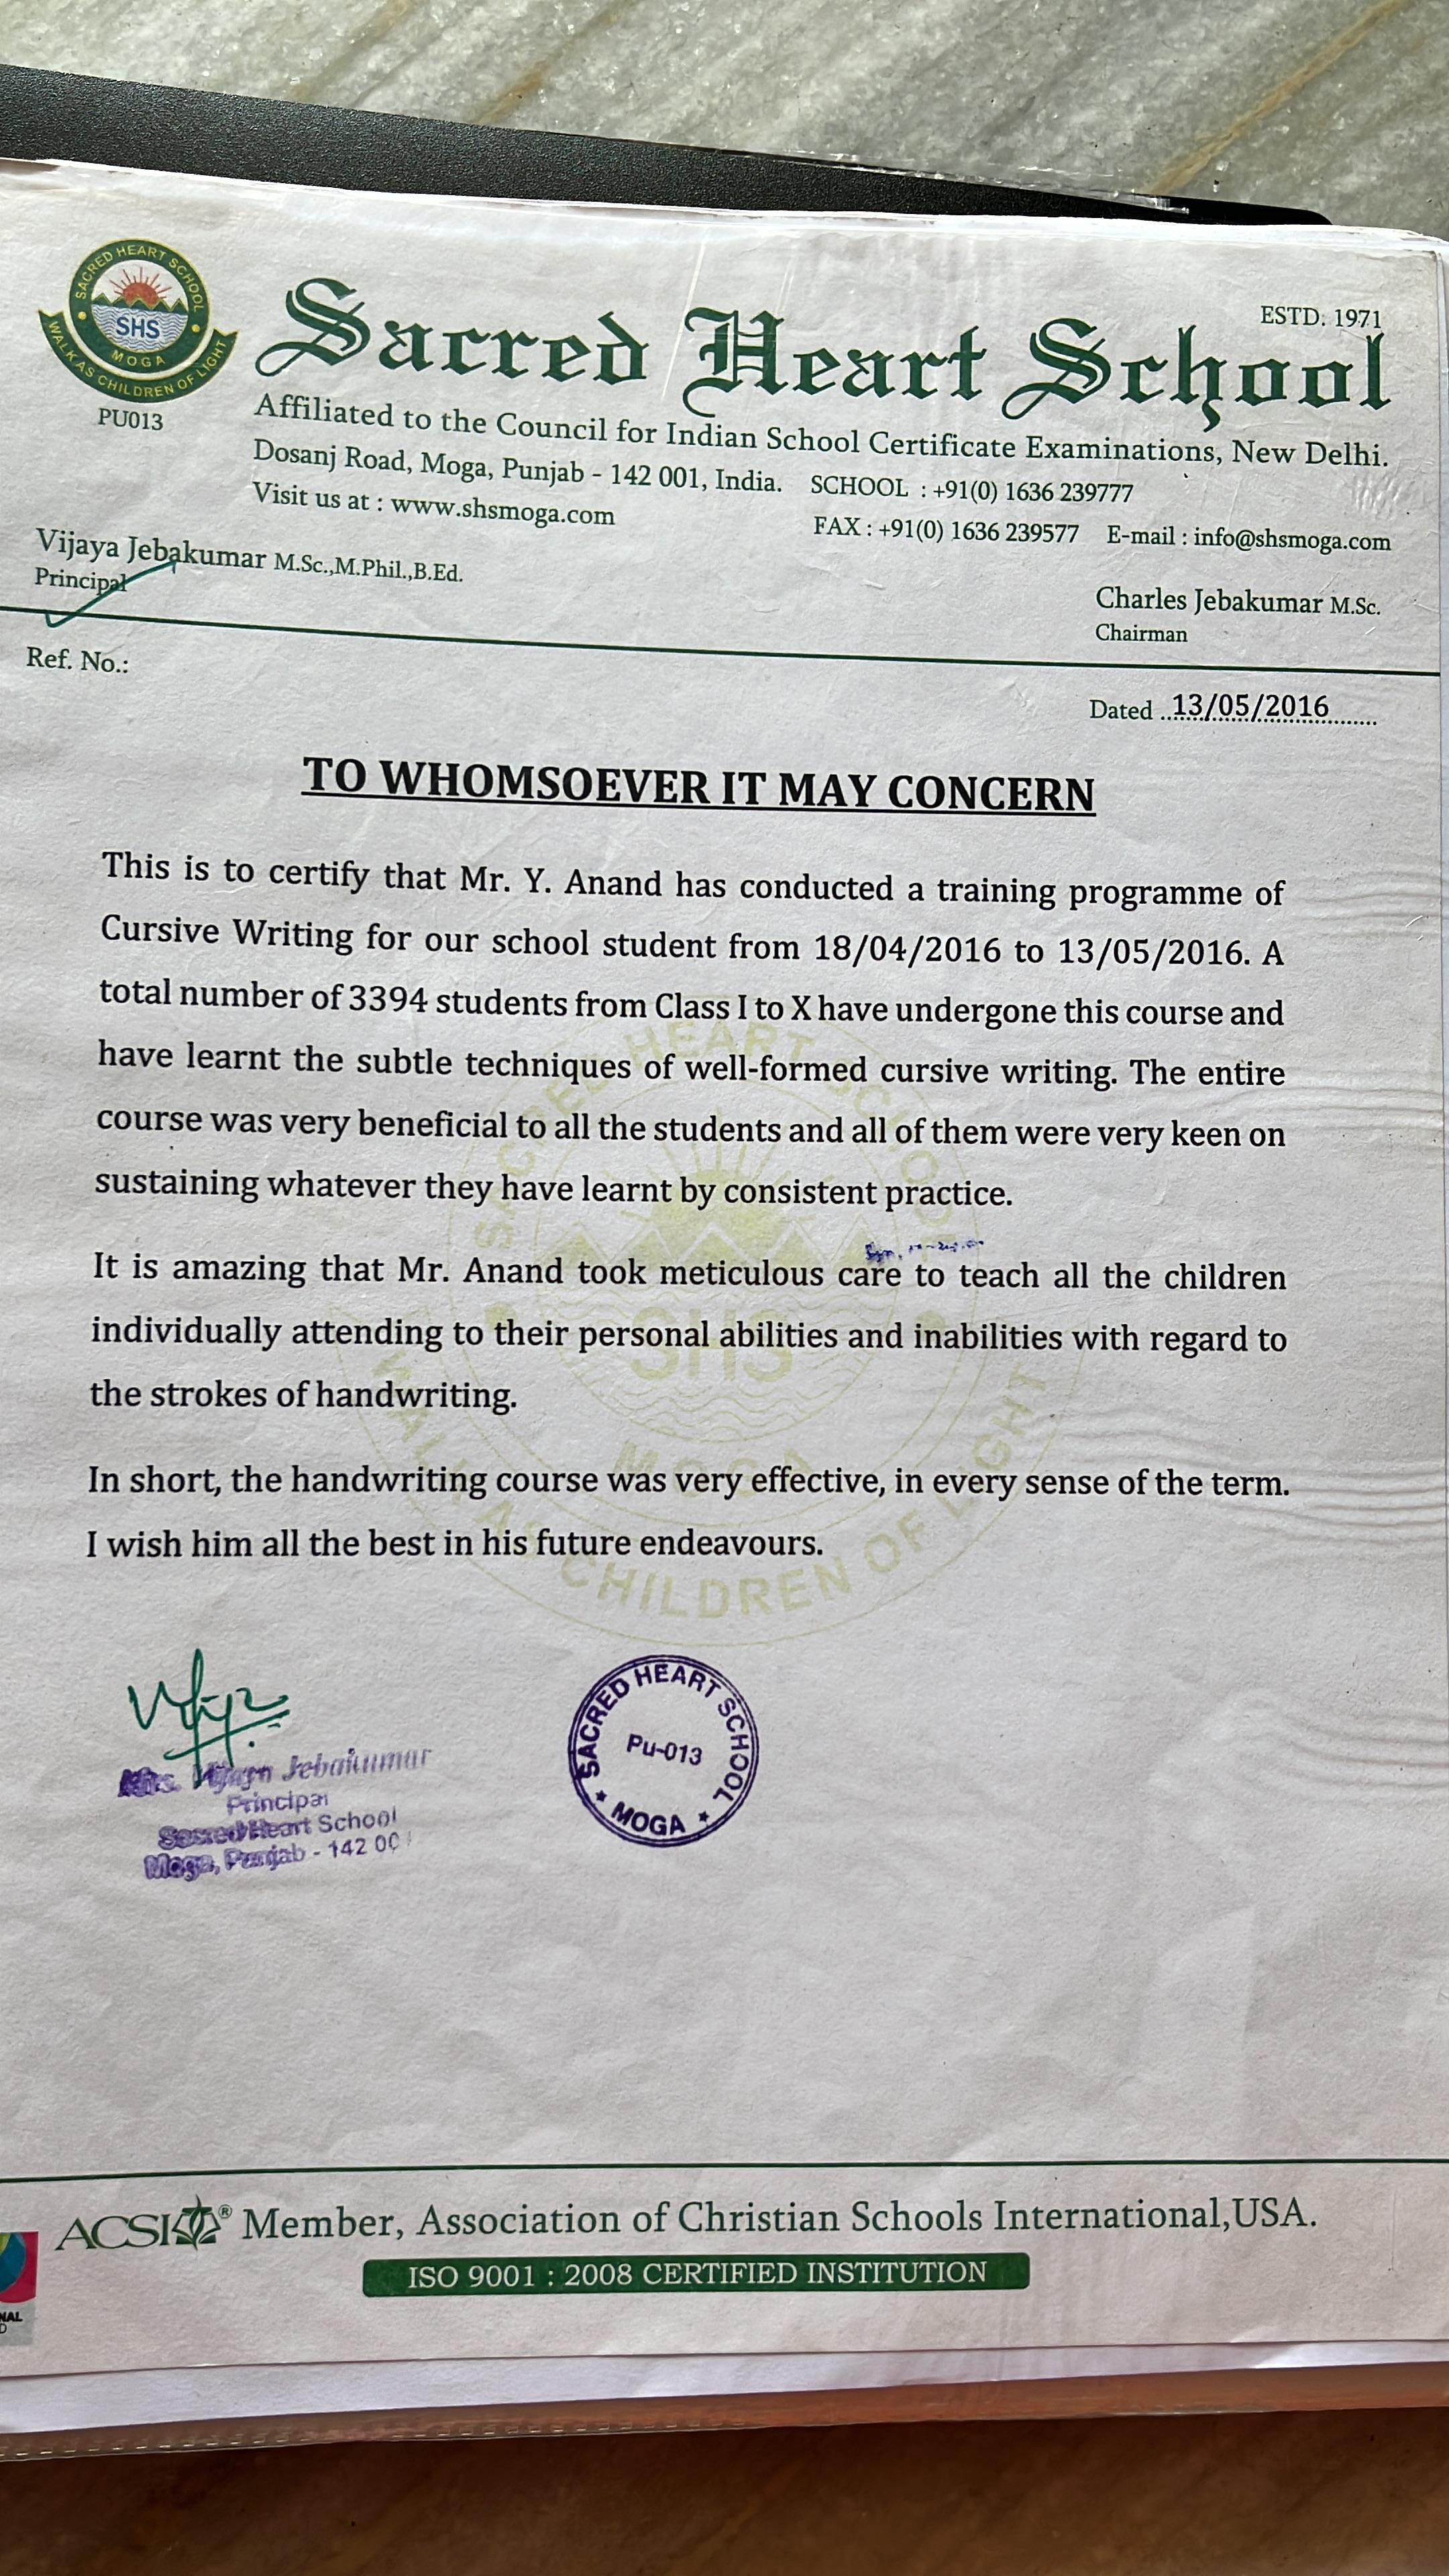 SACRED HEART SCHOOL
SHS
MOGA
WALK AS CHILDREN OF LIGHT
PU013
ESTD. 1971
Sacred Heart School
Affiliated to the Council for Indian School Certificate Examinations, New Delhi.
Dosanj Road, Moga, Punjab - 142 001, India. SCHOOL : +91(0) 1636 239777
Visit us at : www.shsmoga.com FAX : +91(0) 1636 239577 E-mail : info@shsmoga.com
Vijaya Jebakumar M.Sc.,M.Phil.,B.Ed.
Principal
Charles Jebakumar M.Sc.
Chairman
Ref. No.:
Dated ..13/05/2016........
TO WHOMSOEVER IT MAY CONCERN
This is to certify that Mr. Y. Anand has conducted a training programme of
Cursive Writing for our school student from 18/04/2016 to 13/05/2016. A
total number of 3394 students from Class I to X have undergone this course and
have learnt the subtle techniques of well-formed cursive writing. The entire
course was very beneficial to all the students and all of them were very keen on
sustaining whatever they have learnt by consistent practice.
It is amazing that Mr. Anand took meticulous care to teach all the children
individually attending to their personal abilities and inabilities with regard to
the strokes of handwriting.
In short, the handwriting course was very effective, in every sense of the term.
I wish him all the best in his future endeavours.
SACRED HEART SCHOOL
SHS
MOGA
WALK AS CHILDREN OF LIGHT
Mrs. Vijaya Jebakumar
Principal
Sacred Heart School
Moga, Punjab - 142 001
SACRED HEART SCHOOL
Pu-013
MOGA
ACSI® Member, Association of Christian Schools International,USA.
ISO 9001 : 2008 CERTIFIED INSTITUTION